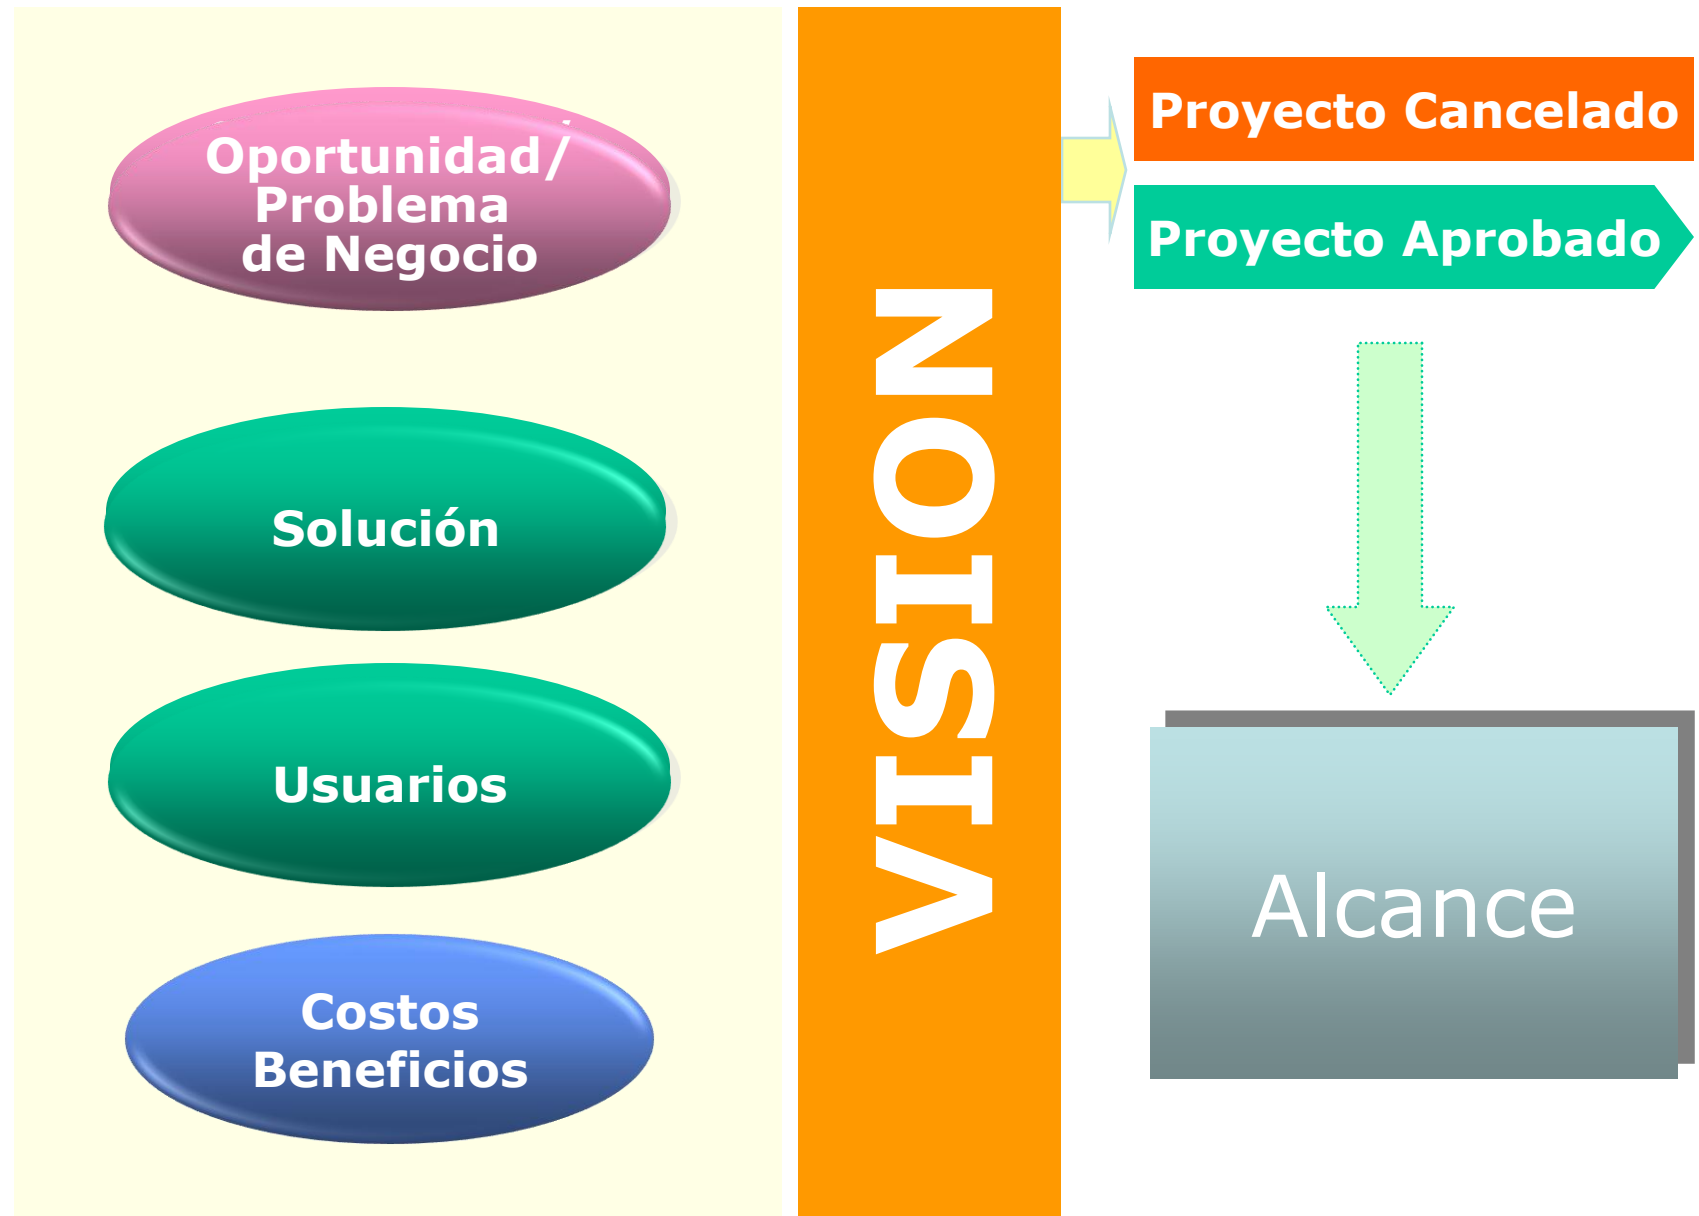 Oportunidad/
Problema
de Negocio
Solución
Usuarios
Costos
Beneficios
VISION
Proyecto Cancelado
Proyecto Aprobado
Alcance